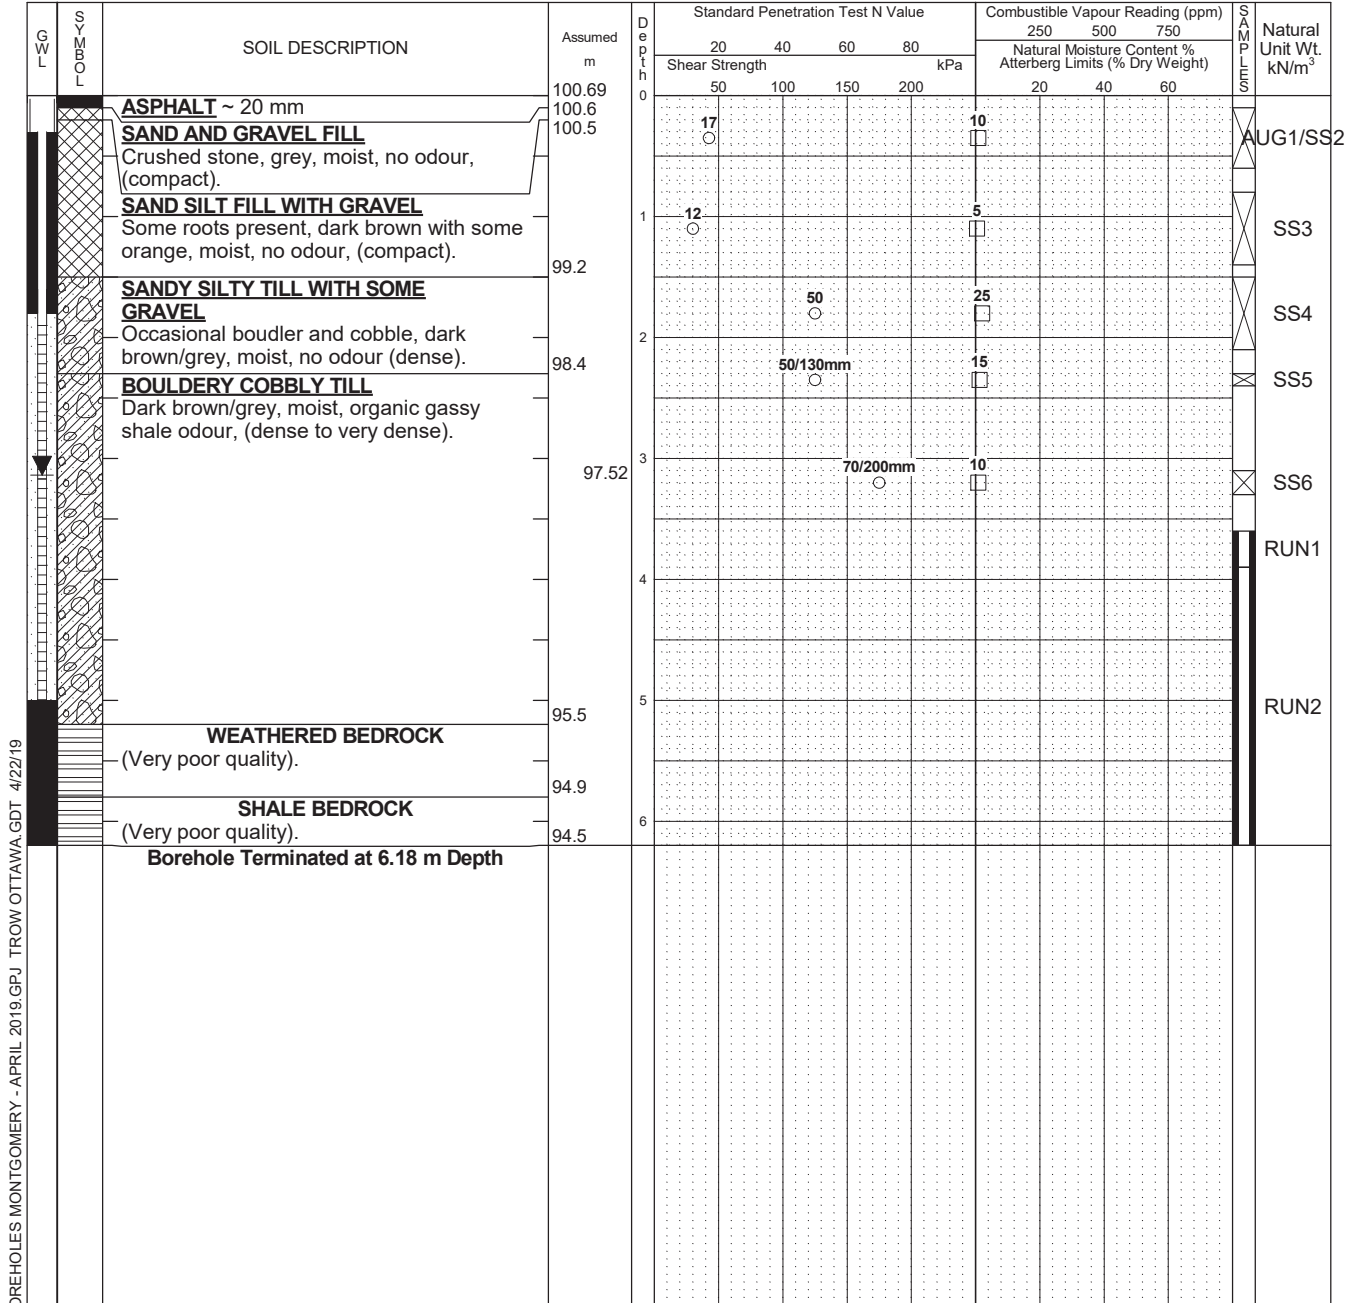 GWL
SYMBOL
SOIL DESCRIPTION
Assumed
m
100.69
Depth
0
Standard Penetration Test N Value
20 40 60 80
Shear Strength kPa
50 100 150 200
Combustible Vapour Reading (ppm)
250 500 750
Natural Moisture Content %
Atterberg Limits (% Dry Weight)
20 40 60
SAMPLES
Natural
Unit Wt.
kN/m³
ASPHALT ~ 20 mm
100.6
SAND AND GRAVEL FILL
100.5
Crushed stone, grey, moist, no odour,
(compact).
17
10
AUG1/SS2
SAND SILT FILL WITH GRAVEL
Some roots present, dark brown with some
orange, moist, no odour, (compact).
99.2
1
12
5
SS3
SANDY SILTY TILL WITH SOME
GRAVEL
Occasional boudler and cobble, dark
brown/grey, moist, no odour (dense).
98.4
50
25
SS4
2
BOULDERY COBBLY TILL
Dark brown/grey, moist, organic gassy
shale odour, (dense to very dense).
50/130mm
15
SS5
97.52
3
70/200mm
10
SS6
RUN1
4
5
RUN2
95.5
WEATHERED BEDROCK
(Very poor quality).
94.9
SHALE BEDROCK
(Very poor quality).
94.5
6
Borehole Terminated at 6.18 m Depth
OREHOLES MONTGOMERY - APRIL 2019.GPJ TROW OTTAWA.GDT 4/22/19